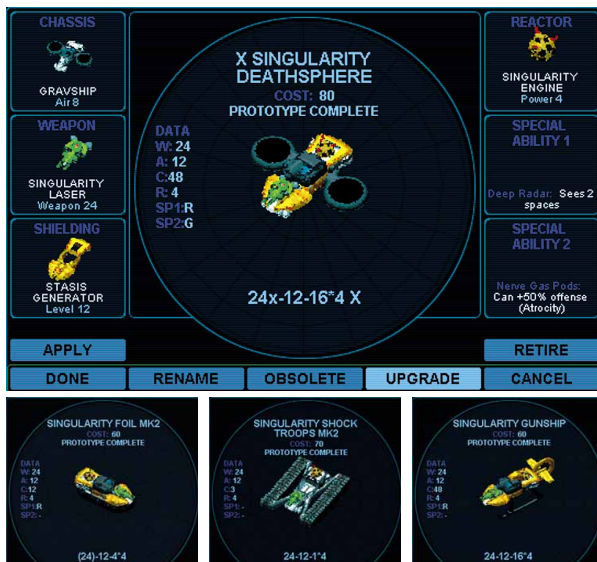 CHASSIS
GRAVSHIP
Air 8
WEAPON
SINGULARITY
LASER
Weapon 24
SHIELDING
STASIS
GENERATOR
Level 12
X SINGULARITY
DEATHSPHERE
COST: 80
PROTOTYPE COMPLETE
DATA
W: 24
A: 12
C:48
R: 4
SP1:R
SP2:G
24x-12-16*4 X
REACTOR
SINGULARITY
ENGINE
Power 4
SPECIAL
ABILITY 1
Deep Radar: Sees 2
spaces
SPECIAL
ABILITY 2
Nerve Gas Pods:
Can +50% offense
(Atrocity)
APPLY
RETIRE
DONE
RENAME
OBSOLETE
UPGRADE
CANCEL
SINGULARITY FOIL MK2
COST: 60
PROTOTYPE COMPLETE
DATA
W: 24
A: 12
C:12
R: 4
SP1:R
SP2:-
(24)-12-4*4
SINGULARITY SHOCK
TROOPS MK2
COST: 70
PROTOTYPE COMPLETE
DATA
W: 24
A: 12
C:3
R: 4
SP1:-
SP2:-
24-12-1*4
SINGULARITY GUNSHIP
COST: 60
PROTOTYPE COMPLETE
DATA
W: 24
A: 12
C:48
R: 4
SP1:R
SP2:-
24-12-16*4